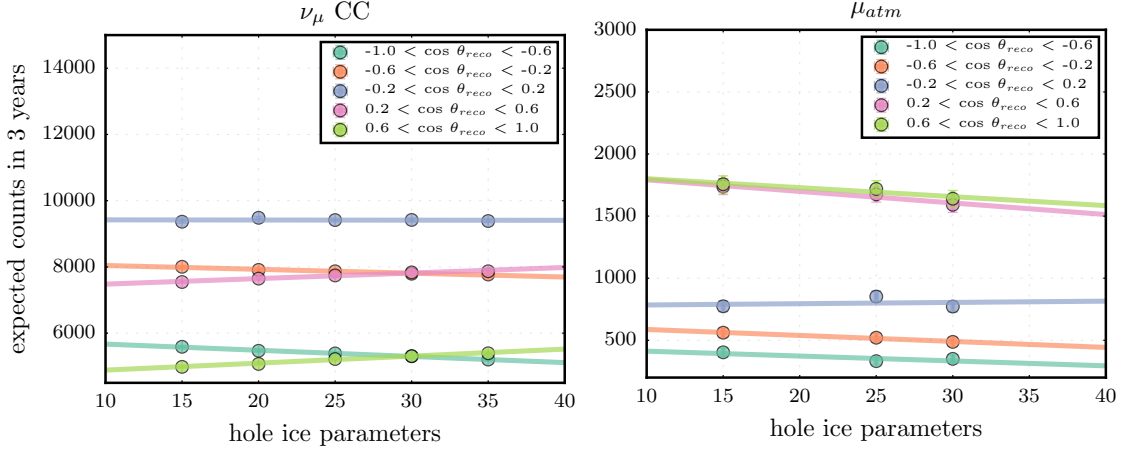 ν_μ CC
expected counts in 3 years
14000
12000
10000
8000
6000
-1.0 < cos θ_reco < -0.6
-0.6 < cos θ_reco < -0.2
-0.2 < cos θ_reco < 0.2
0.2 < cos θ_reco < 0.6
0.6 < cos θ_reco < 1.0
10 15 20 25 30 35 40
hole ice parameters
μ_atm
3000
2500
2000
1500
1000
500
-1.0 < cos θ_reco < -0.6
-0.6 < cos θ_reco < -0.2
-0.2 < cos θ_reco < 0.2
0.2 < cos θ_reco < 0.6
0.6 < cos θ_reco < 1.0
10 15 20 25 30 35 40
hole ice parameters